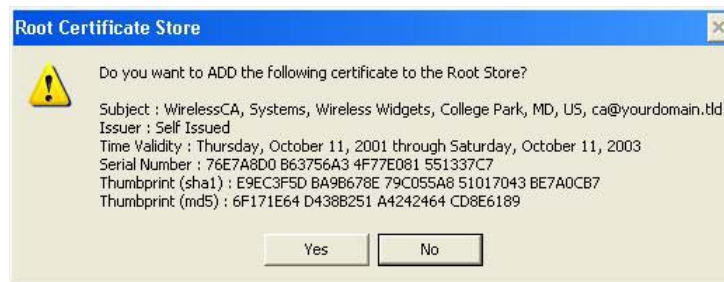 Root Certificate Store
Do you want to ADD the following certificate to the Root Store?
Subject : WirelessCA, Systems, Wireless Widgets, College Park, MD, US, ca@yourdomain.tld
Issuer : Self Issued
Time Validity : Thursday, October 11, 2001 through Saturday, October 11, 2003
Serial Number : 76E7A8D0 B63756A3 4F77E081 551337C7
Thumbprint (sha1) : E9EC3F5D BA9B678E 79C055A8 51017043 BE7A0CB7
Thumbprint (md5) : 6F171E64 D438B251 A4242464 CD8E6189
Yes No